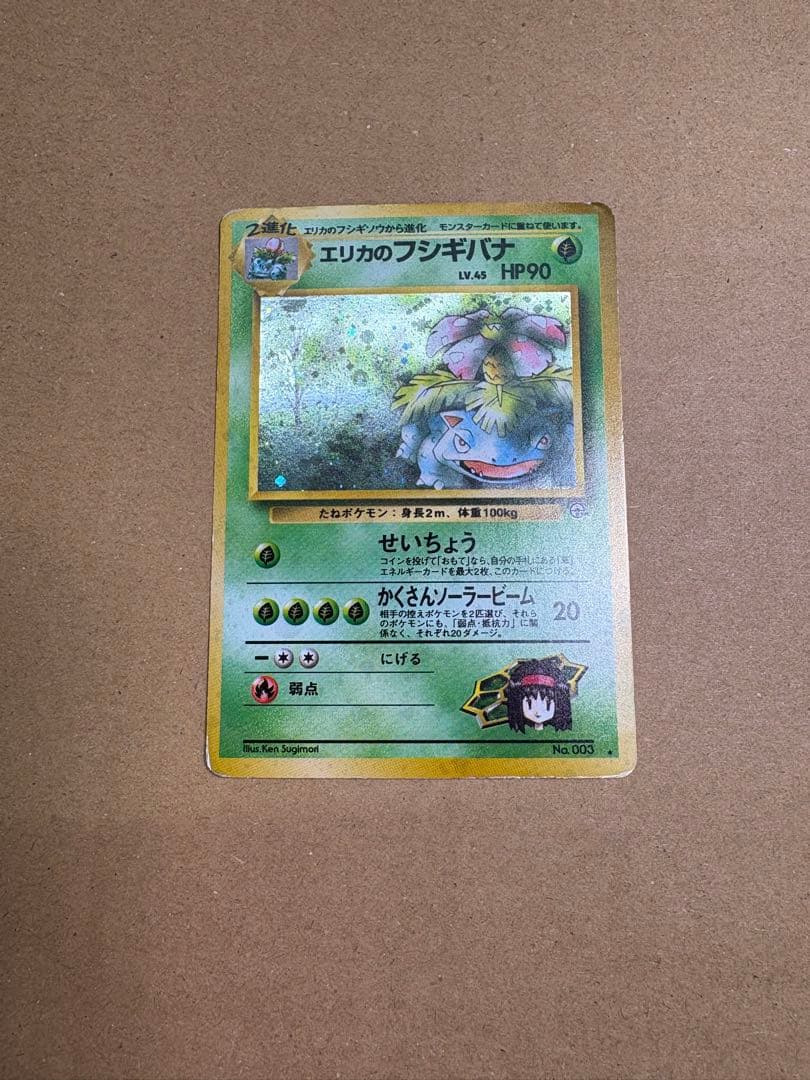 2進化 エリカのフシギソウから進化 モンスターカードに重ねて使います。
エリカのフシギバナ
LV.45 HP90
たねポケモン：身長2m、体重100kg
せいちょう
コインを投げて「おもて」なら、自分の手札にある「草」
エネルギーカードを最大2枚、このカードにつける。
かくさんソーラービーム 20
相手の控えポケモンを2匹選び、それら
のポケモンにも、「弱点・抵抗力」に関
係なく、それぞれ20ダメージ。
ー にげる
弱点
Illus.Ken Sugimori No. 003 ★